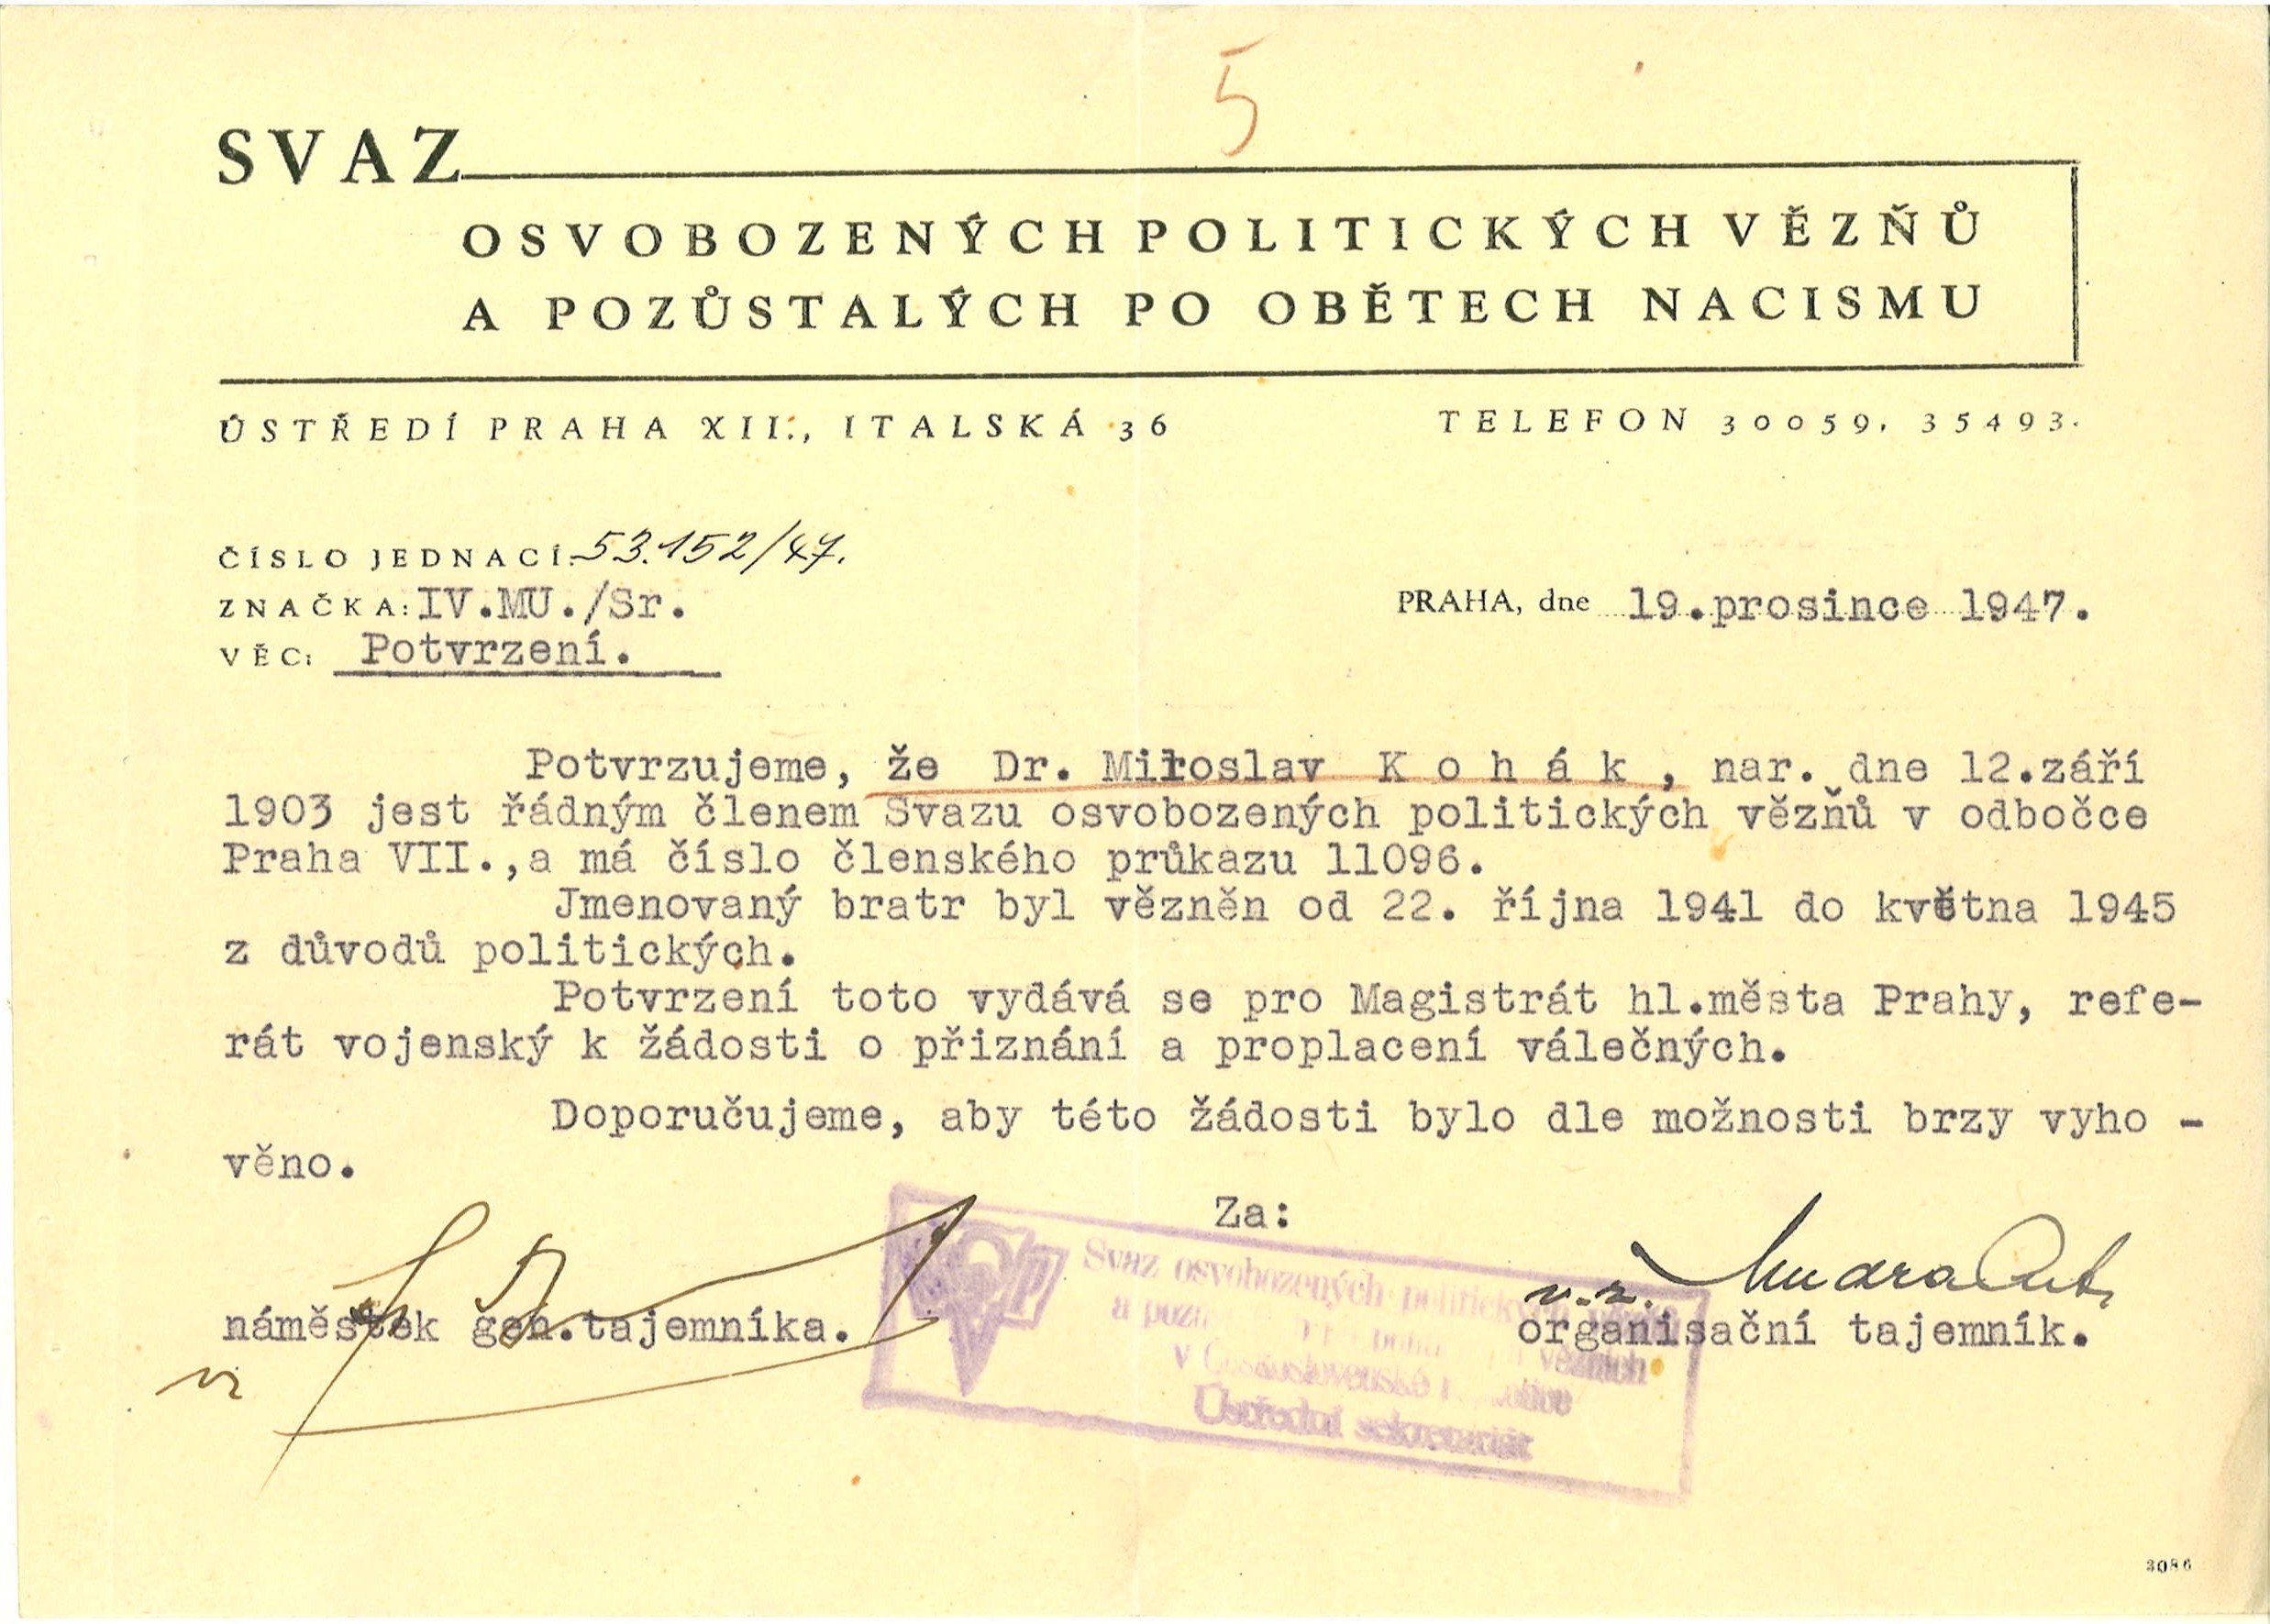 5
SVAZ
OSVOBOZENÝCH POLITICKÝCH VĚZŇŮ
A POZŮSTALÝCH PO OBĚTECH NACISMU
ÚSTŘEDÍ PRAHA XII., ITALSKÁ 36 TELEFON 30059, 35493.
ČÍSLO JEDNACÍ: 53.152/47.
ZNAČKA: IV.MU./Sr. PRAHA, dne 19.prosince 1947.
VĚC: Potvrzení.
Potvrzujeme, že Dr. Miroslav K o h á k , nar. dne 12.září
1903 jest řádným členem Svazu osvobozených politických vězňů v odbočce
Praha VII.,a má číslo členského průkazu 11096.
Jmenovaný bratr byl vězněn od 22. října 1941 do května 1945
z důvodů politických.
Potvrzení toto vydává se pro Magistrát hl.města Prahy, refe-
rát vojenský k žádosti o přiznání a proplacení válečných.
Doporučujeme, aby této žádosti bylo dle možnosti brzy vyho -
věno.
Za:
Svaz osvobozených politických
a
v
Ústřední sekretariát
v.z.
náměstek gen.tajemníka. organisační tajemník.
3086